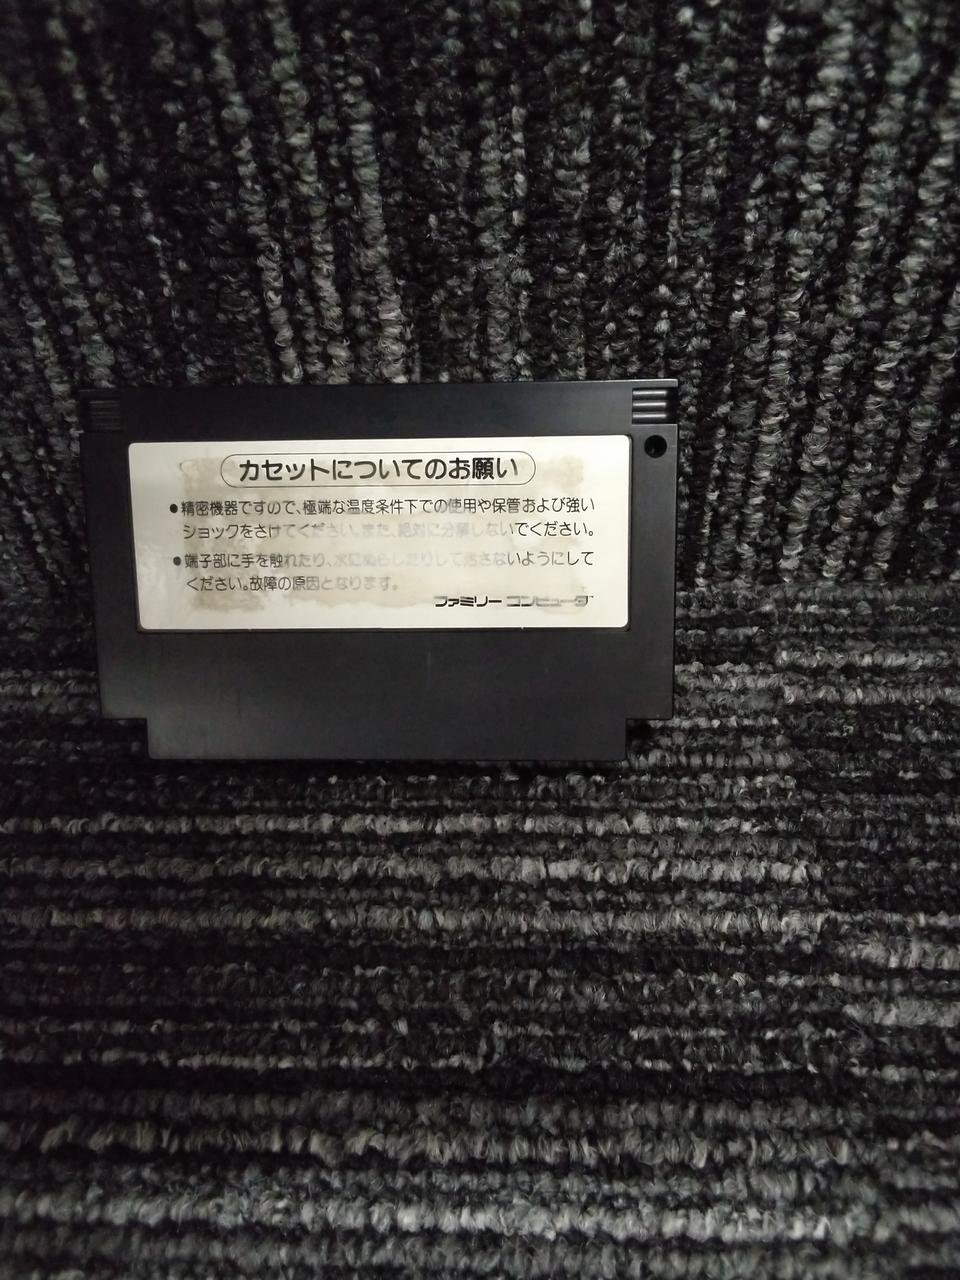 カセットについてのお願い
●精密機器ですので、極端な温度条件下での使用や保管および強い
ショックをさけてください。また、絶対に分解しないでください。
●端子部に手を触れたり、水にぬらしたりして汚さないようにして
ください。故障の原因となります。
ファミリー コンピュータ™